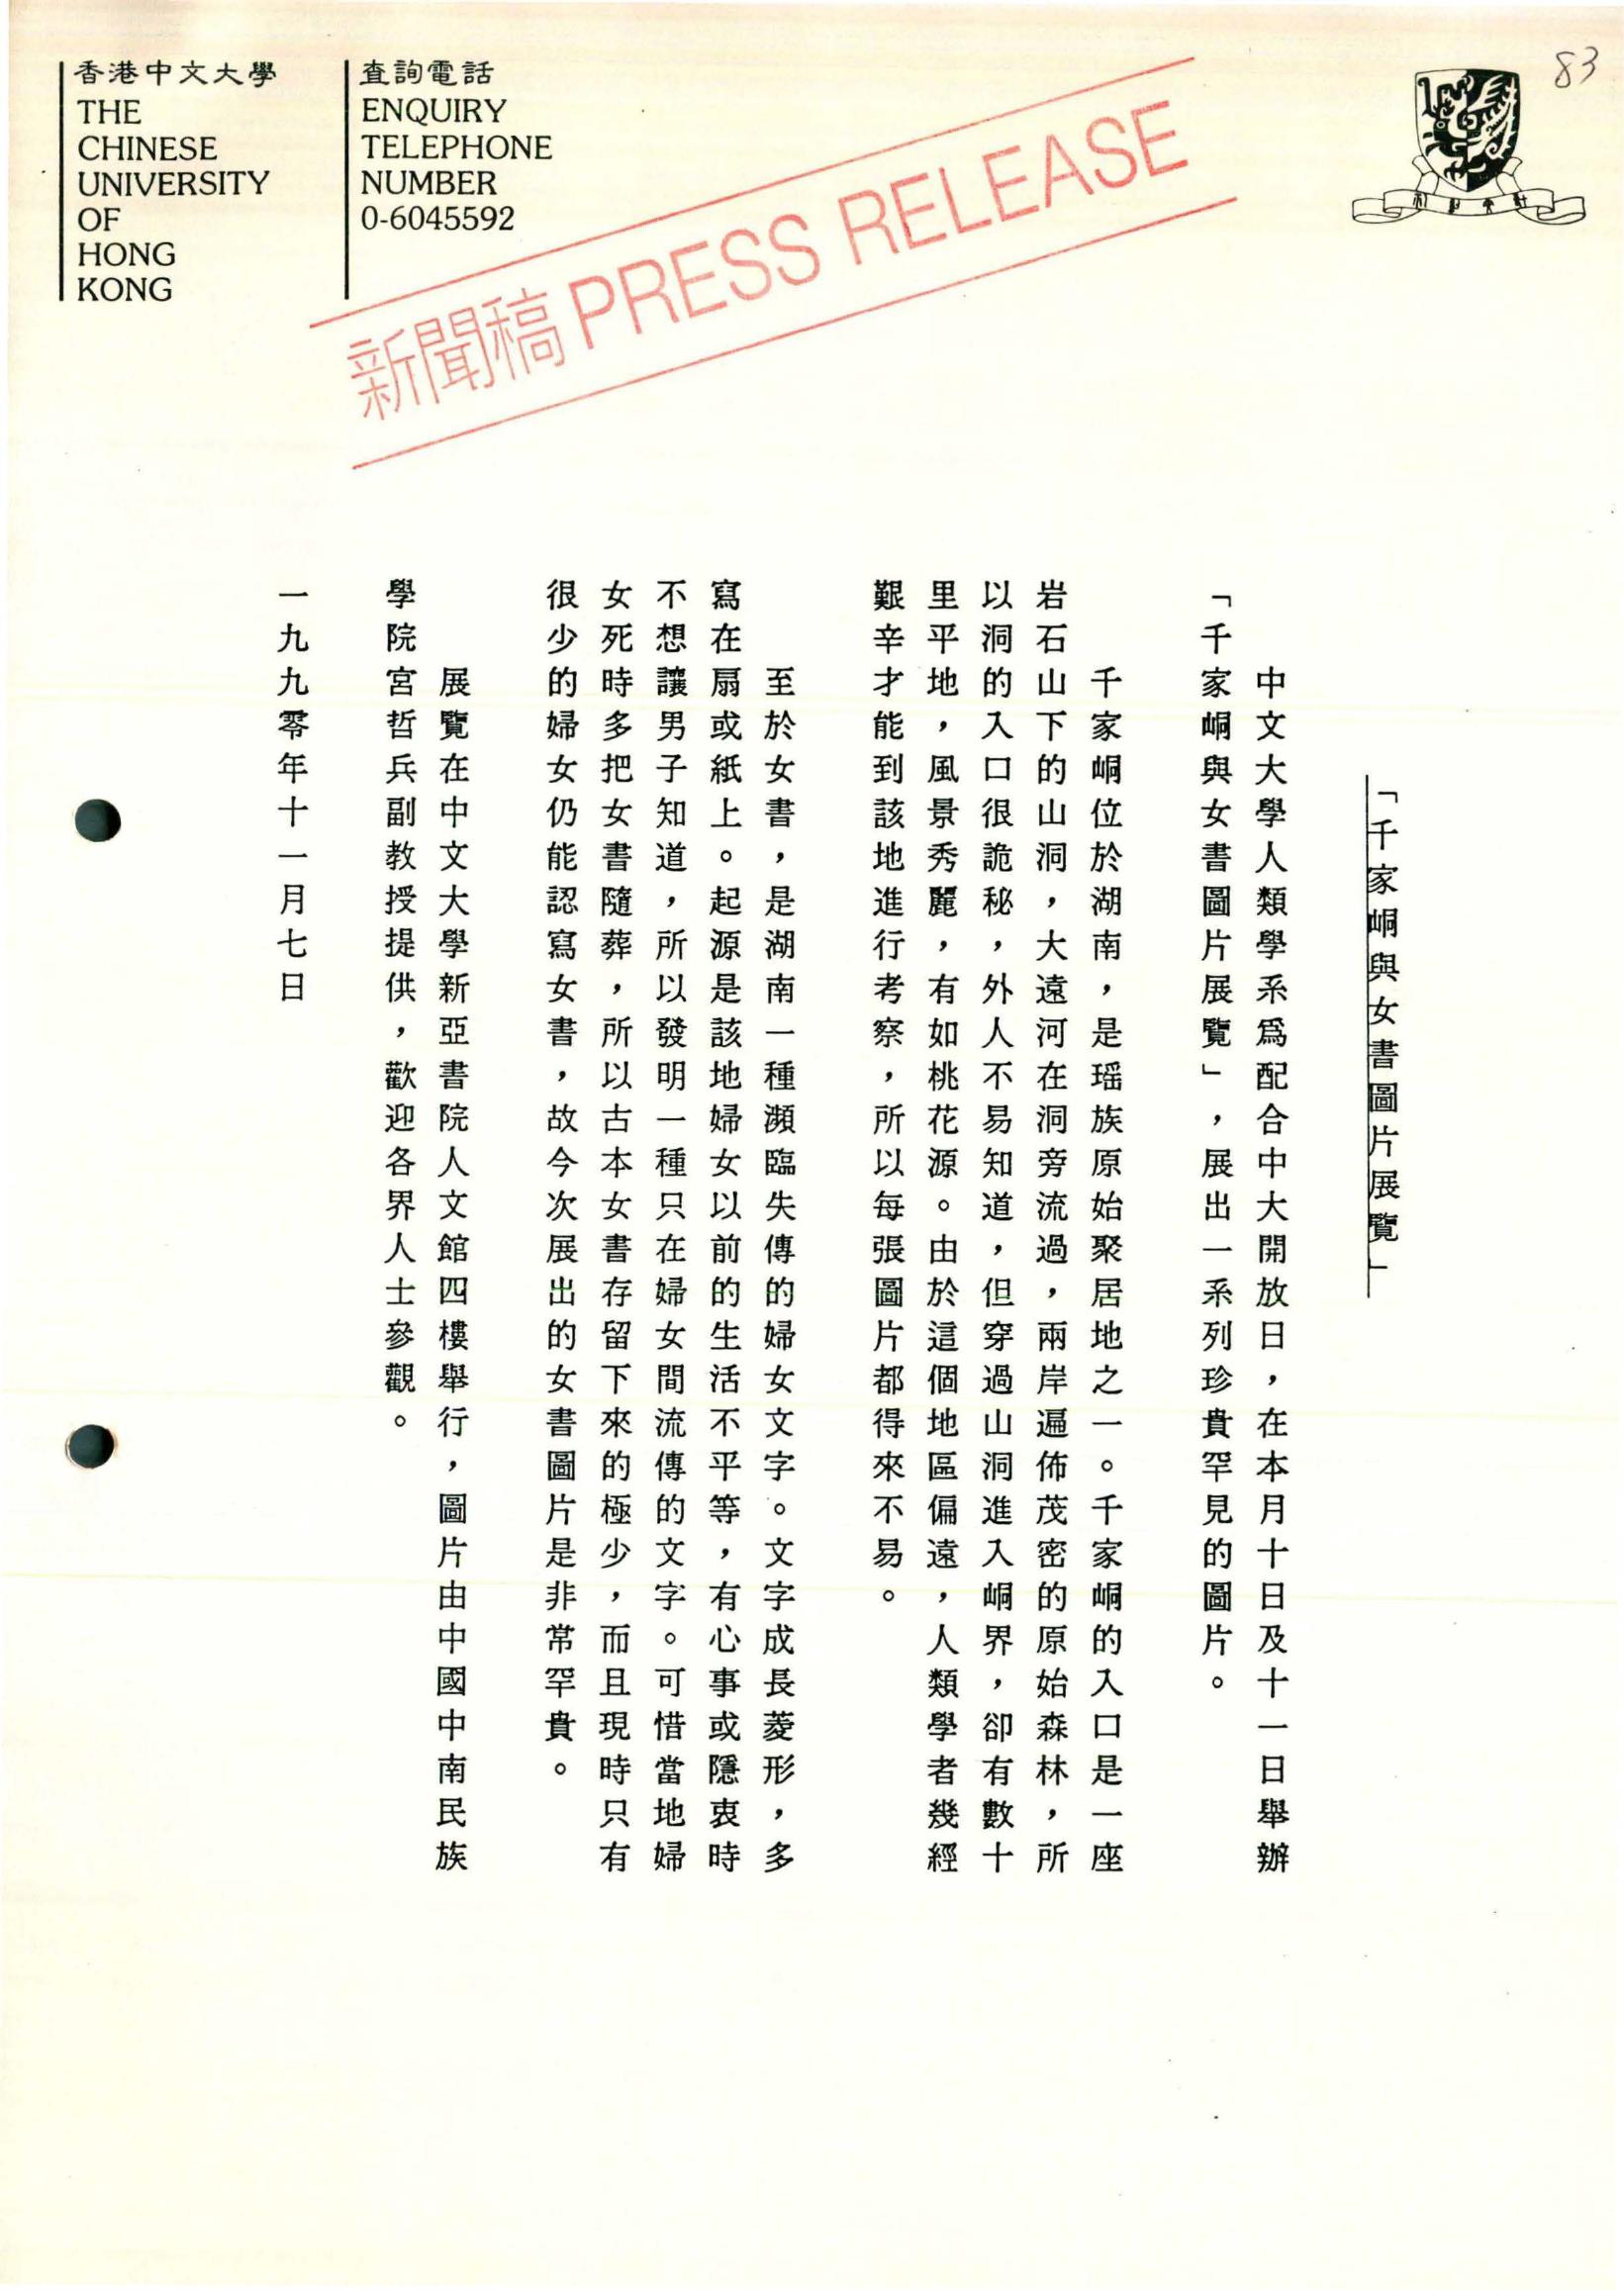 香港中文大學
THE
CHINESE
UNIVERSITY
OF
HONG
KONG
查詢電話
ENQUIRY
TELEPHONE
NUMBER
0-6045592
新聞稿 PRESS RELEASE
83
「千家峒與女書圖片展覽」
中文大學人類學系爲配合中大開放日，在本月十日及十一日舉辦
「千家峒與女書圖片展覽」，展出一系列珍貴罕見的圖片。
千家峒位於湖南，是瑶族原始聚居地之一。千家峒的入口是一座
岩石山下的山洞，大遠河在洞旁流過，兩岸遍佈茂密的原始森林，所
以洞的入口很詭秘，外人不易知道，但穿過山洞進入峒界，卻有數十
里平地，風景秀麗，有如桃花源。由於這個地區偏遠，人類學者幾經
艱辛才能到該地進行考察，所以每張圖片都得來不易。
至於女書，是湖南一種瀕臨失傳的婦女文字。文字成長菱形，多
寫在扇或紙上。起源是該地婦女以前的生活不平等，有心事或隱衷時
不想讓男子知道，所以發明一種只在婦女間流傳的文字。可惜當地婦
女死時多把女書隨葬，所以古本女書存留下來的極少，而且現時只有
很少的婦女仍能認寫女書，故今次展出的女書圖片是非常罕貴。
展覽在中文大學新亞書院人文館四樓舉行，圖片由中國中南民族
學院宮哲兵副教授提供，歡迎各界人士參觀。
一九九零年十一月七日